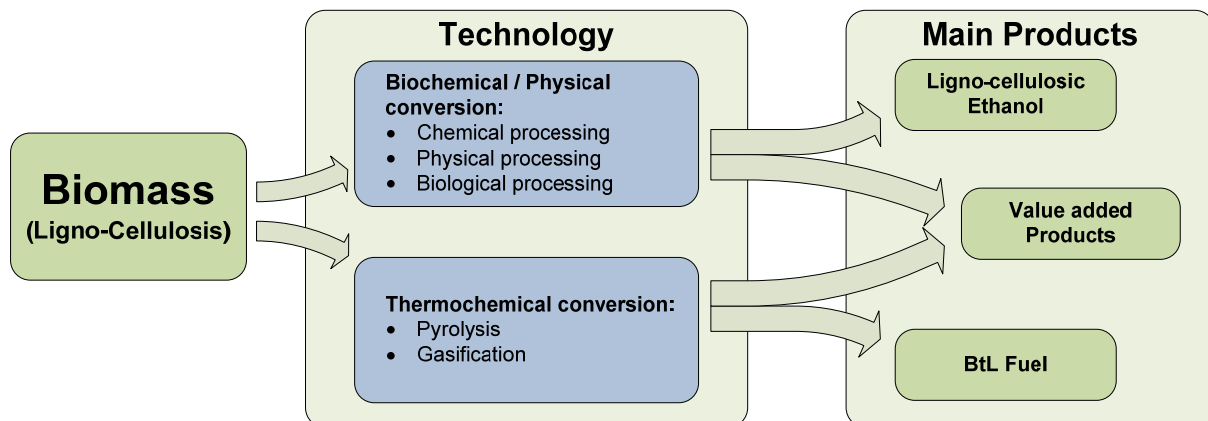 Biomass
(Ligno-Cellulosis)
Technology
Biochemical / Physical
conversion:
• Chemical processing
• Physical processing
• Biological processing
Thermochemical conversion:
• Pyrolysis
• Gasification
Main Products
Ligno-cellulosic
Ethanol
Value added
Products
BtL Fuel